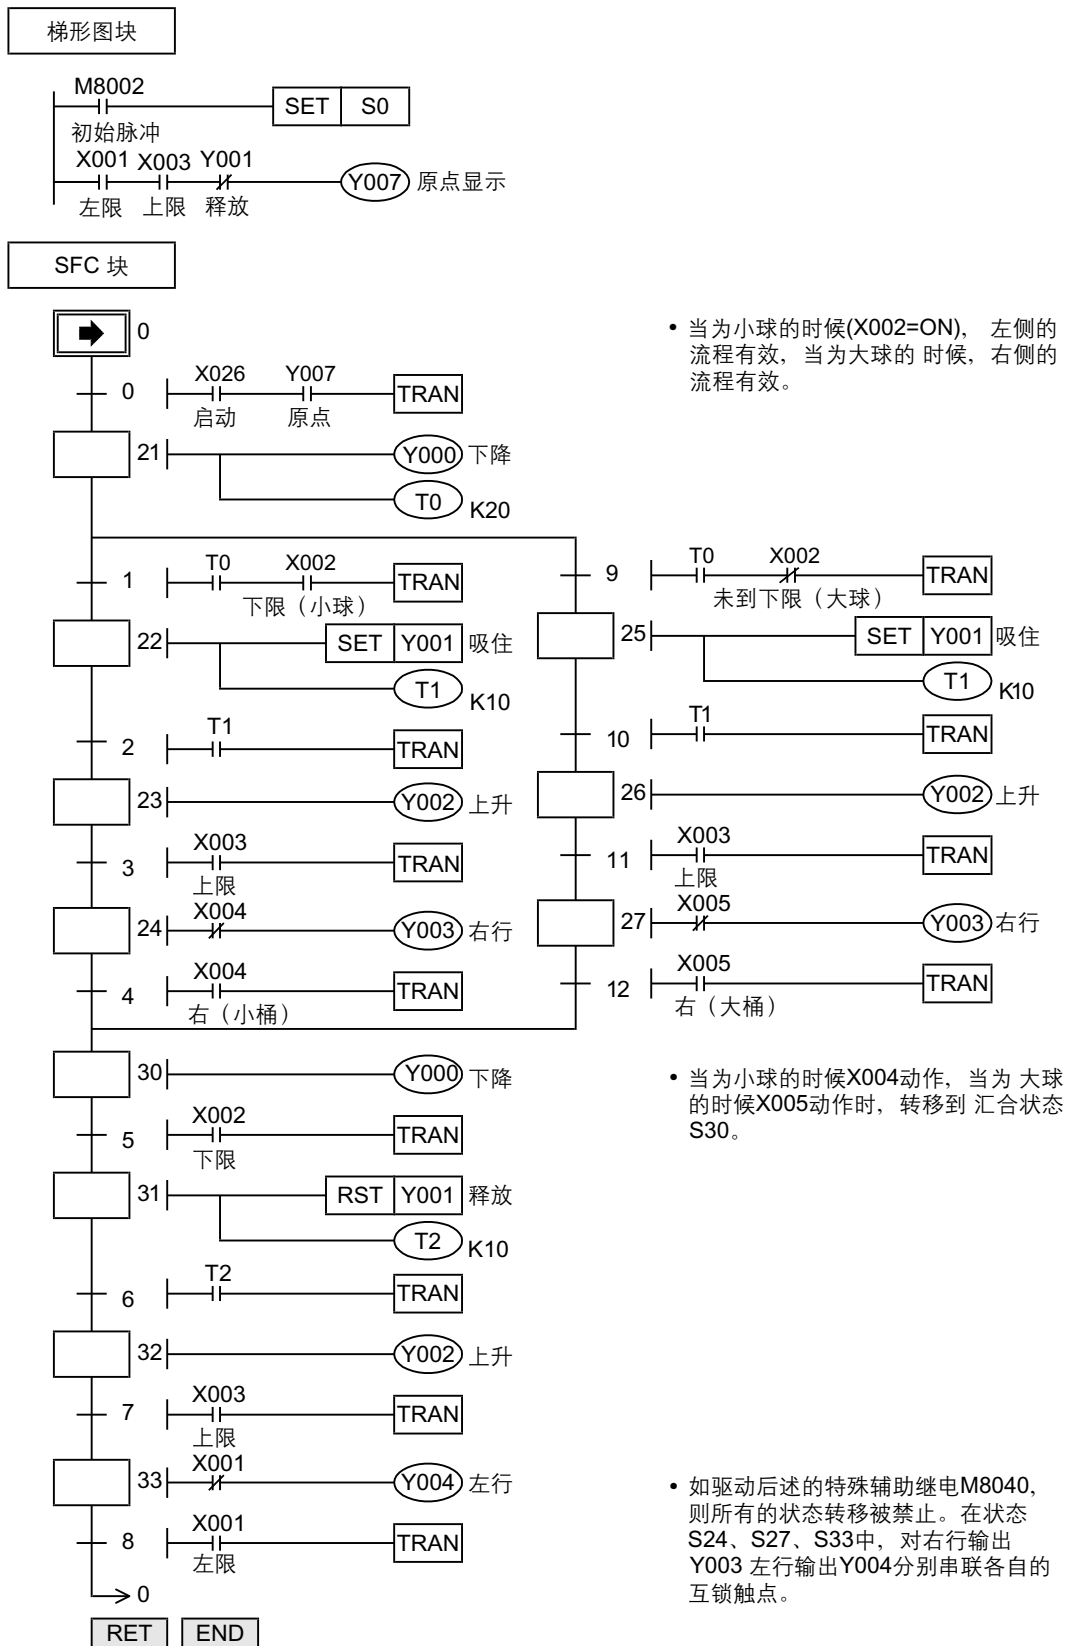 梯形图块
M8002
SET S0
初始脉冲
X001 X003 Y001
Y007 原点显示
左限 上限 释放
SFC 块
0
• 当为小球的时候(X002=ON)， 左侧的
流程有效，当为大球的 时候，右侧的
流程有效。
X026 Y007
0 TRAN
启动 原点
21 Y000 下降
T0 K20
T0 X002
1 TRAN
下限（小球）
22 SET Y001 吸住
T1 K10
T1
2 TRAN
23 Y002 上升
X003
3 TRAN
上限
X004
24 Y003 右行
X004
4 TRAN
右（小桶）
T0 X002
9 TRAN
未到下限（大球）
25 SET Y001 吸住
T1 K10
T1
10 TRAN
26 Y002 上升
X003
11 TRAN
上限
X005
27 Y003 右行
X005
12 TRAN
右（大桶）
30 Y000 下降
• 当为小球的时候X004动作，当为 大球
的时候X005动作时，转移到 汇合状态
S30。
X002
5 TRAN
下限
31 RST Y001 释放
T2 K10
T2
6 TRAN
32 Y002 上升
X003
7 TRAN
上限
X001
33 Y004 左行
X001
8 TRAN
左限
0
• 如驱动后述的特殊辅助继电M8040，
则所有的状态转移被禁止。在状态
S24、S27、S33中，对右行输出
Y003 左行输出Y004分别串联各自的
互锁触点。
RET END